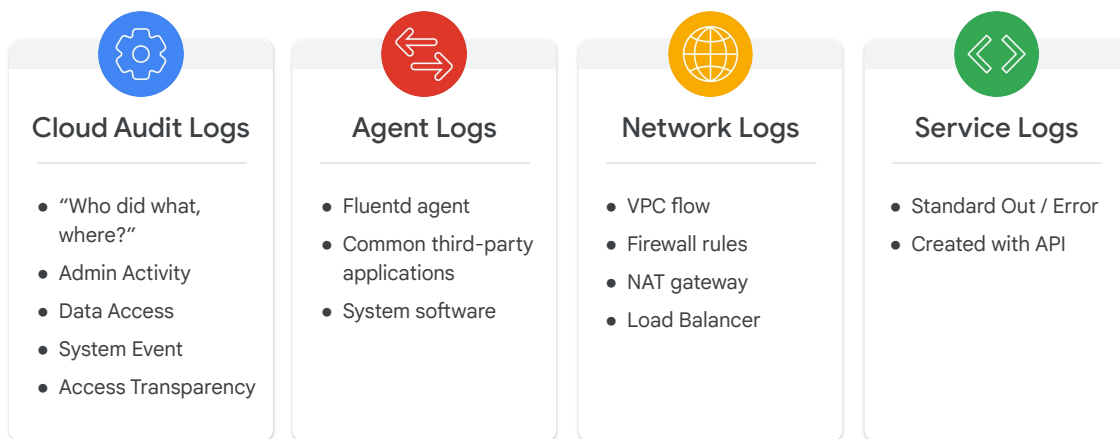 Cloud Audit Logs
● “Who did what,
where?”
● Admin Activity
● Data Access
● System Event
● Access Transparency
Agent Logs
● Fluentd agent
● Common third-party
applications
● System software
Network Logs
● VPC flow
● Firewall rules
● NAT gateway
● Load Balancer
Service Logs
● Standard Out / Error
● Created with API